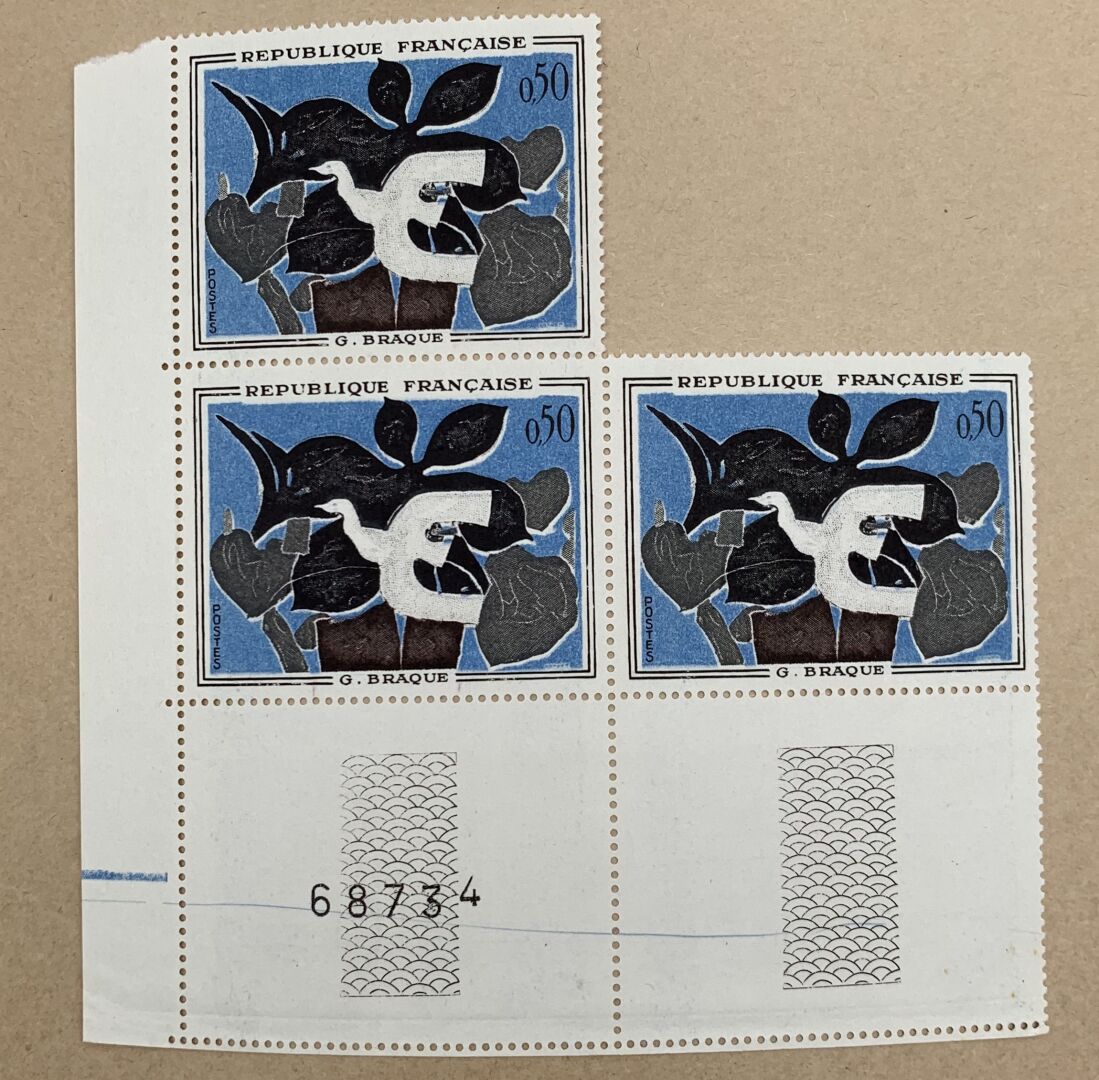 REPUBLIQUE FRANÇAISE
0,50
POSTES
G. BRAQUE
REPUBLIQUE FRANÇAISE
0,50
POSTES
G. BRAQUE
REPUBLIQUE FRANÇAISE
0,50
POSTES
G. BRAQUE
68734